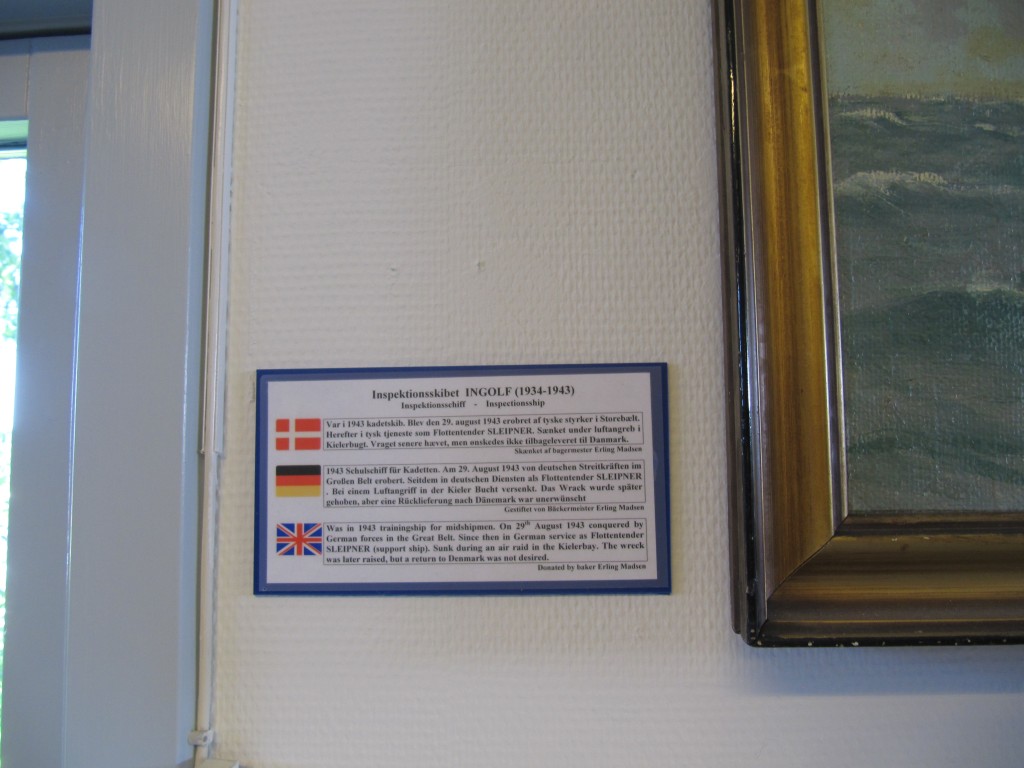 Inspektionsskibet INGOLF (1934-1943)
Inspektionsschiff - Inspectionship
Var i 1943 kadetskib. Blev den 29. august 1943 erobret af tyske styrker i Storebælt.
Herefter i tysk tjeneste som Flottentender SLEIPNER. Sænket under luftangreb i
Kielerbugt. Vraget senere hævet, men ønskedes ikke tilbageleveret til Danmark.
Skænket af bagermester Erling Madsen
1943 Schulschiff für Kadetten. Am 29. August 1943 von deutschen Streitkräften im
Großen Belt erobert. Seitdem in deutschen Diensten als Flottentender SLEIPNER
. Bei einem Luftangriff in der Kieler Bucht versenkt. Das Wrack wurde später
gehoben, aber eine Rücklieferung nach Dänemark war unerwünscht
Gestiftet von Bäckermeister Erling Madsen
Was in 1943 trainingship for midshipmen. On 29th August 1943 conquered by
German forces in the Great Belt. Since then in German service as Flottentender
SLEIPNER (support ship). Sunk during an air raid in the Kielerbay. The wreck
was later raised, but a return to Denmark was not desired.
Donated by baker Erling Madsen